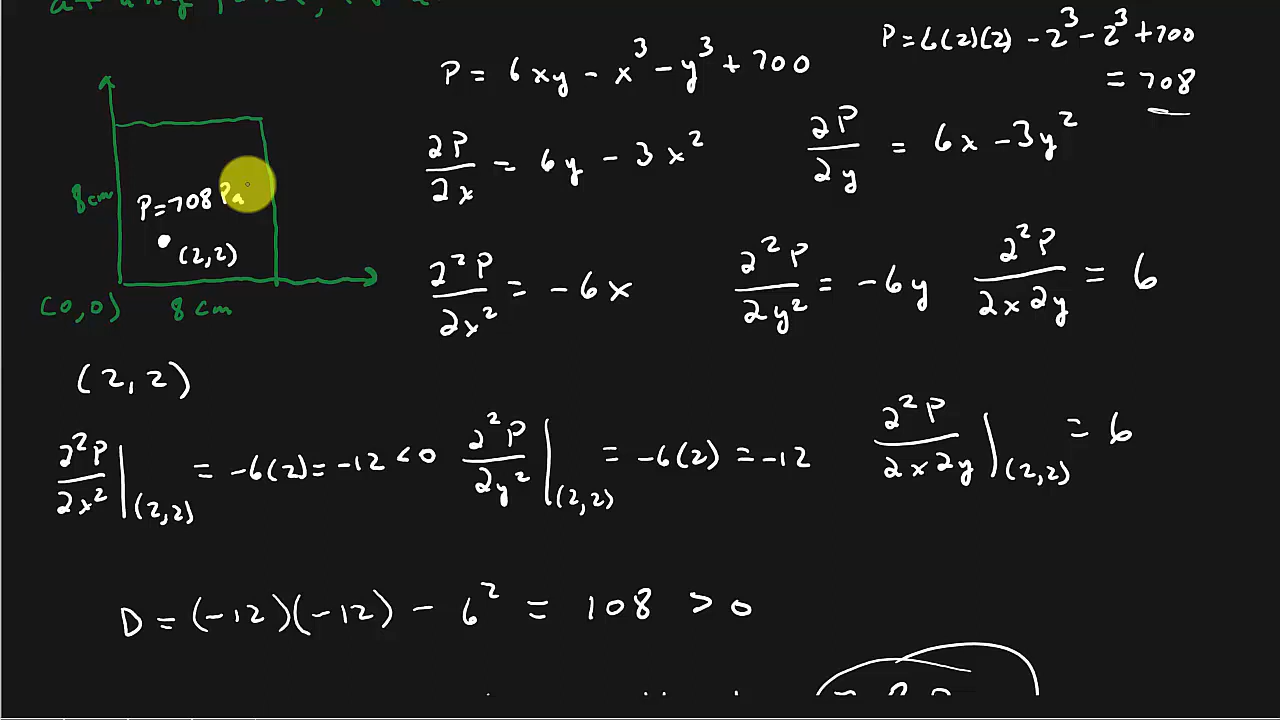 P = 6xy - x³ - y³ + 700
P = 6(2)(2) - 2³ - 2³ + 700
= 708
∂P/∂x = 6y - 3x²
∂P/∂y = 6x - 3y²
8cm
P = 708 Pa
(2,2)
(0,0)
8cm
∂²P/∂x² = -6x
∂²P/∂y² = -6y
∂²P/∂x∂y = 6
(2,2)
∂²P/∂x² |(2,2) = -6(2) = -12 < 0
∂²P/∂y² |(2,2) = -6(2) = -12
∂²P/∂x∂y |(2,2) = 6
D = (-12)(-12) - 6² = 108 > 0